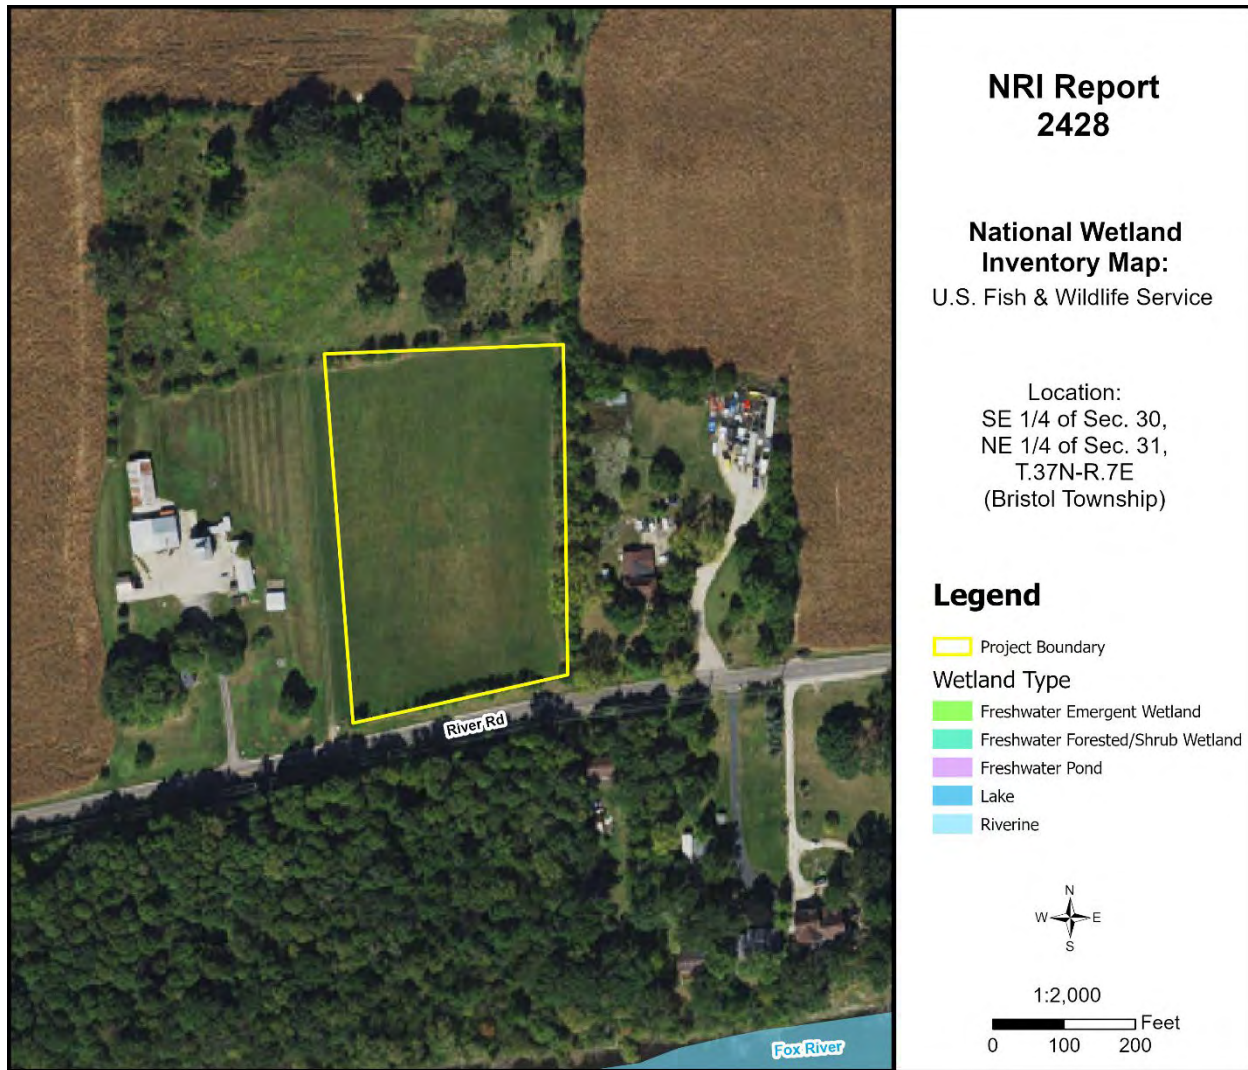 NRI Report
2428
National Wetland
Inventory Map:
U.S. Fish & Wildlife Service
Location:
SE 1/4 of Sec. 30,
NE 1/4 of Sec. 31,
T.37N-R.7E
(Bristol Township)
Legend
Project Boundary
Wetland Type
Freshwater Emergent Wetland
Freshwater Forested/Shrub Wetland
Freshwater Pond
Lake
Riverine
N
W E
S
1:2,000
Feet
0 100 200
River Rd
Fox River